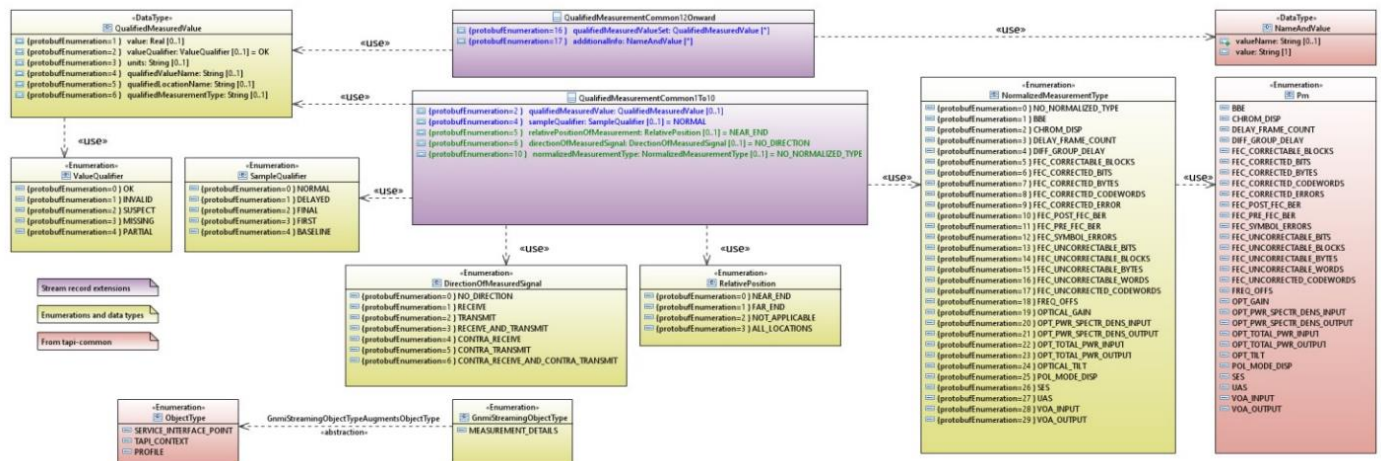 «DataType»
QualifiedMeasuredValue
{protobufEnumeration=1 } value: Real [0..1]
{protobufEnumeration=2 } valueQualifier: ValueQualifier [0..1] = OK
{protobufEnumeration=3 } units: String [0..1]
{protobufEnumeration=4 } qualifiedValueName: String [0..1]
{protobufEnumeration=5 } qualifiedLocationName: String [0..1]
{protobufEnumeration=6 } qualifiedMeasurementType: String [0..1]
«use»
QualifiedMeasurementCommon12Onward
{protobufEnumeration=16 } qualifiedMeasuredValueSet: QualifiedMeasuredValue [*]
{protobufEnumeration=17 } additionalInfo: NameAndValue [*]
«use»
«DataType»
NameAndValue
valueName: String [0..1]
value: String [1]
«use»
QualifiedMeasurementCommon1To10
{protobufEnumeration=2 } qualifiedMeasuredValue: QualifiedMeasuredValue [0..1]
{protobufEnumeration=4 } sampleQualifier: SampleQualifier [0..1] = NORMAL
{protobufEnumeration=5 } relativePositionOfMeasurement: RelativePosition [0..1] = NEAR_END
{protobufEnumeration=6 } directionOfMeasuredSignal: DirectionOfMeasuredSignal [0..1] = NO_DIRECTION
{protobufEnumeration=10 } normalizedMeasurementType: NormalizedMeasurementType [0..1] = NO_NORMALIZED_TYPE
«use»
«Enumeration»
ValueQualifier
{protobufEnumeration=0 } OK
{protobufEnumeration=1 } INVALID
{protobufEnumeration=2 } SUSPECT
{protobufEnumeration=3 } MISSING
{protobufEnumeration=4 } PARTIAL
«Enumeration»
SampleQualifier
{protobufEnumeration=0 } NORMAL
{protobufEnumeration=1 } DELAYED
{protobufEnumeration=2 } FINAL
{protobufEnumeration=3 } FIRST
{protobufEnumeration=4 } BASELINE
«use»
«use»
«use»
«use»
«Enumeration»
NormalizedMeasurementType
{protobufEnumeration=0 } NO_NORMALIZED_TYPE
{protobufEnumeration=1 } BBE
{protobufEnumeration=2 } CHROM_DISP
{protobufEnumeration=3 } DELAY_FRAME_COUNT
{protobufEnumeration=4 } DIFF_GROUP_DELAY
{protobufEnumeration=5 } FEC_CORRECTABLE_BLOCKS
{protobufEnumeration=6 } FEC_CORRECTED_BITS
{protobufEnumeration=7 } FEC_CORRECTED_BYTES
{protobufEnumeration=8 } FEC_CORRECTED_CODEWORDS
{protobufEnumeration=9 } FEC_CORRECTED_ERROR
{protobufEnumeration=10 } FEC_POST_FEC_BER
{protobufEnumeration=11 } FEC_PRE_FEC_BER
{protobufEnumeration=12 } FEC_SYMBOL_ERRORS
{protobufEnumeration=13 } FEC_UNCORRECTABLE_BITS
{protobufEnumeration=14 } FEC_UNCORRECTABLE_BLOCKS
{protobufEnumeration=15 } FEC_UNCORRECTABLE_BYTES
{protobufEnumeration=16 } FEC_UNCORRECTABLE_WORDS
{protobufEnumeration=17 } FEC_UNCORRECTED_CODEWORDS
{protobufEnumeration=18 } FREQ_OFFS
{protobufEnumeration=19 } OPTICAL_GAIN
{protobufEnumeration=20 } OPT_PWR_SPECTR_DENS_INPUT
{protobufEnumeration=21 } OPT_PWR_SPECTR_DENS_OUTPUT
{protobufEnumeration=22 } OPT_TOTAL_PWR_INPUT
{protobufEnumeration=23 } OPT_TOTAL_PWR_OUTPUT
{protobufEnumeration=24 } OPTICAL_TILT
{protobufEnumeration=25 } POL_MODE_DISP
{protobufEnumeration=26 } SES
{protobufEnumeration=27 } UAS
{protobufEnumeration=28 } VOA_INPUT
{protobufEnumeration=29 } VOA_OUTPUT
«use»
«Enumeration»
Pm
BBE
CHROM_DISP
DELAY_FRAME_COUNT
DIFF_GROUP_DELAY
FEC_CORRECTABLE_BLOCKS
FEC_CORRECTED_BITS
FEC_CORRECTED_BYTES
FEC_CORRECTED_CODEWORDS
FEC_CORRECTED_ERRORS
FEC_POST_FEC_BER
FEC_PRE_FEC_BER
FEC_SYMBOL_ERRORS
FEC_UNCORRECTABLE_BITS
FEC_UNCORRECTABLE_BLOCKS
FEC_UNCORRECTABLE_BYTES
FEC_UNCORRECTABLE_WORDS
FEC_UNCORRECTED_CODEWORDS
FREQ_OFFS
OPT_GAIN
OPT_PWR_SPECTR_DENS_INPUT
OPT_PWR_SPECTR_DENS_OUTPUT
OPT_TOTAL_PWR_INPUT
OPT_TOTAL_PWR_OUTPUT
OPT_TILT
POL_MODE_DISP
SES
UAS
VOA_INPUT
VOA_OUTPUT
Stream record extensions
Enumerations and data types
From tapi-common
«Enumeration»
DirectionOfMeasuredSignal
{protobufEnumeration=0 } NO_DIRECTION
{protobufEnumeration=1 } RECEIVE
{protobufEnumeration=2 } TRANSMIT
{protobufEnumeration=3 } RECEIVE_AND_TRANSMIT
{protobufEnumeration=4 } CONTRA_RECEIVE
{protobufEnumeration=5 } CONTRA_TRANSMIT
{protobufEnumeration=6 } CONTRA_RECEIVE_AND_CONTRA_TRANSMIT
«Enumeration»
RelativePosition
{protobufEnumeration=0 } NEAR_END
{protobufEnumeration=1 } FAR_END
{protobufEnumeration=2 } NOT_APPLICABLE
{protobufEnumeration=3 } ALL_LOCATIONS
«Enumeration»
ObjectType
SERVICE_INTERFACE_POINT
TAPI_CONTEXT
PROFILE
GnmiStreamingObjectTypeAugmentsObjectType
«abstraction»
«Enumeration»
GnmiStreamingObjectType
MEASUREMENT_DETAILS